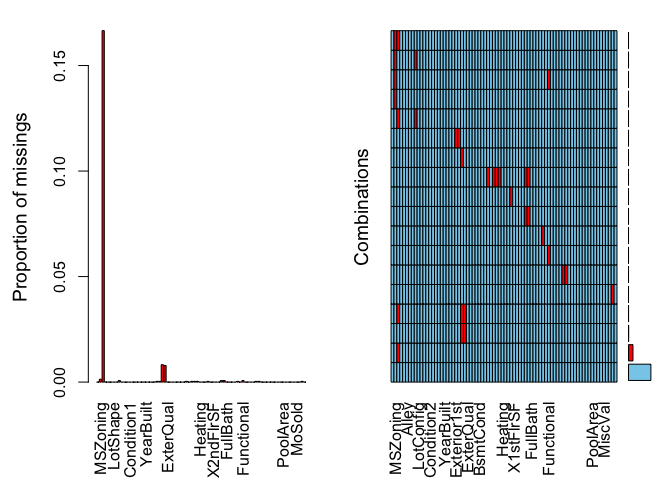 Proportion of missings
0.00
0.05
0.10
0.15
MSZoning
LotShape
Condition1
YearBuilt
ExterQual
Heating
X2ndFlrSF
FullBath
Functional
PoolArea
MoSold
Combinations
MSZoning
Alley
LotConfig
Condition2
YearBuilt
Exterior1st
ExterQual
BsmtCond
Heating
X1stFlrSF
FullBath
Functional
PoolArea
MiscVal